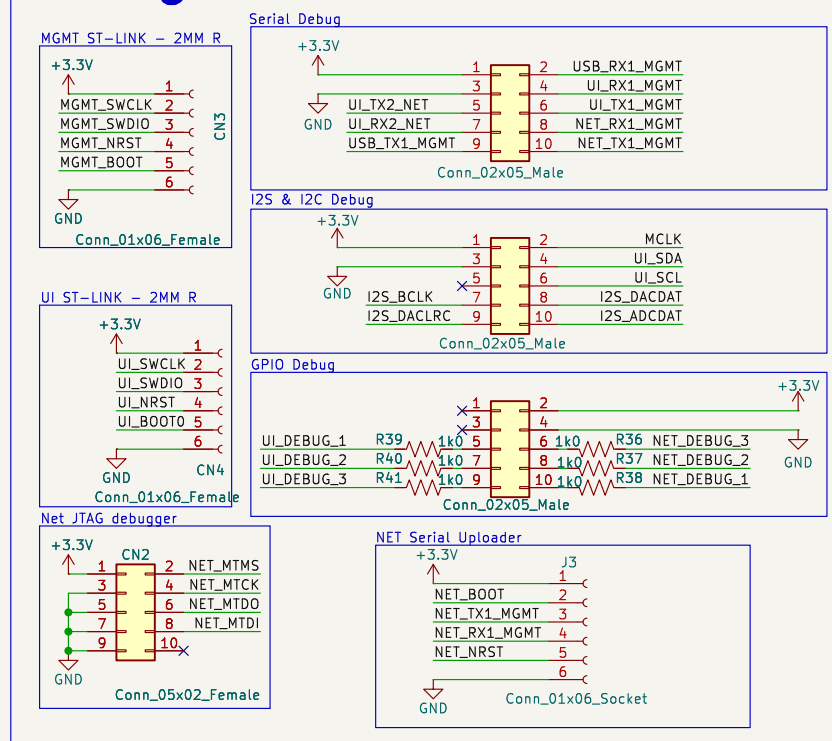 MGMT ST-LINK - 2MM R
+3.3V
1
MGMT_SWCLK 2
MGMT_SWDIO 3
MGMT_NRST 4
MGMT_BOOT 5
6
GND
CN3
Conn_01x06_Female
UI ST-LINK - 2MM R
+3.3V
1
UI_SWCLK 2
UI_SWDIO 3
UI_NRST 4
UI_BOOT0 5
6
GND
CN4
Conn_01x06_Female
Net JTAG debugger
+3.3V
CN2
1 2 NET_MTMS
3 4 NET_MTCK
5 6 NET_MTDO
7 8 NET_MTDI
9 10
GND
Conn_05x02_Female
Serial Debug
+3.3V
1 2 USB_RX1_MGMT
3 4 UI_RX1_MGMT
GND
UI_TX2_NET 5 6 UI_TX1_MGMT
UI_RX2_NET 7 8 NET_RX1_MGMT
USB_TX1_MGMT 9 10 NET_TX1_MGMT
Conn_02x05_Male
I2S & I2C Debug
+3.3V
1 2 MCLK
3 4 UI_SDA
GND
5 6 UI_SCL
I2S_BCLK 7 8 I2S_DACDAT
I2S_DACLRC 9 10 I2S_ADCDAT
Conn_02x05_Male
GPIO Debug
+3.3V
1 2
3 4
GND
UI_DEBUG_1 R39 1k0 5 6 1k0 R36 NET_DEBUG_3
UI_DEBUG_2 R40 1k0 7 8 1k0 R37 NET_DEBUG_2
UI_DEBUG_3 R41 1k0 9 10 1k0 R38 NET_DEBUG_1
Conn_02x05_Male
NET Serial Uploader
+3.3V
J3
1
NET_BOOT 2
NET_TX1_MGMT 3
NET_RX1_MGMT 4
NET_NRST 5
6
GND
Conn_01x06_Socket